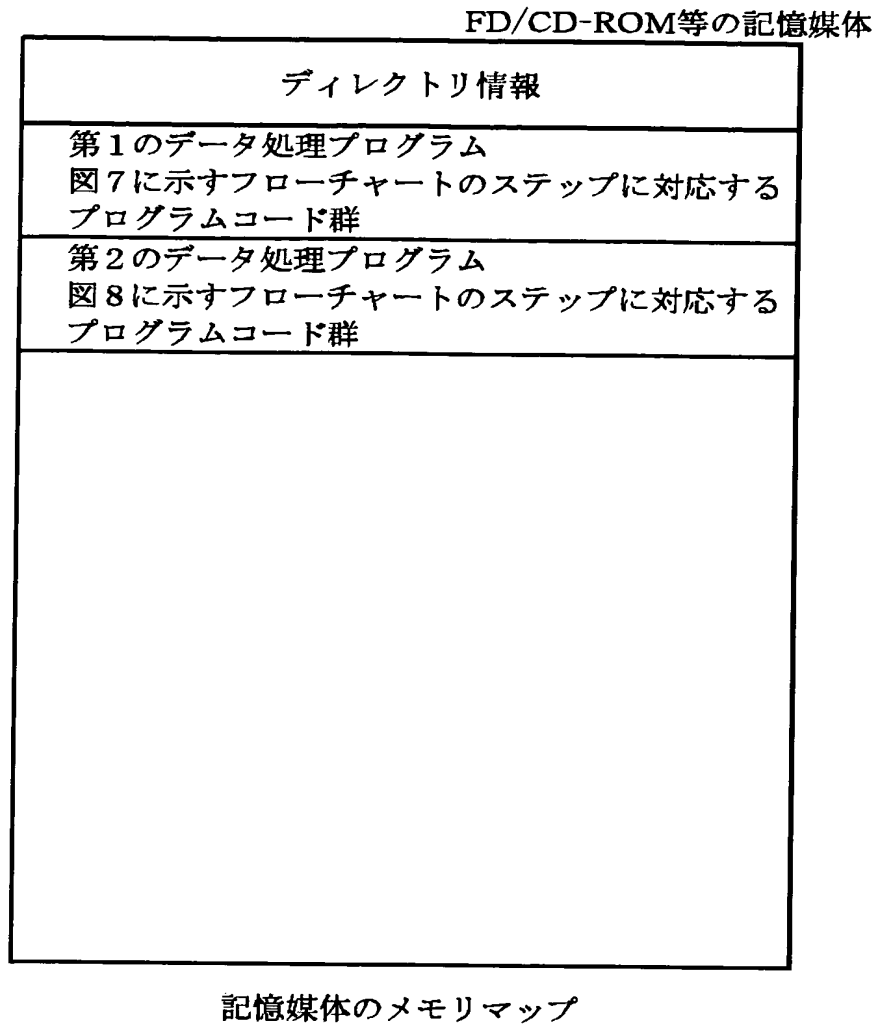 FD/CD-ROM等の記憶媒体
ディレクトリ情報
第1のデータ処理プログラム
図7に示すフローチャートのステップに対応する
プログラムコード群
第2のデータ処理プログラム
図8に示すフローチャートのステップに対応する
プログラムコード群
記憶媒体のメモリマップ